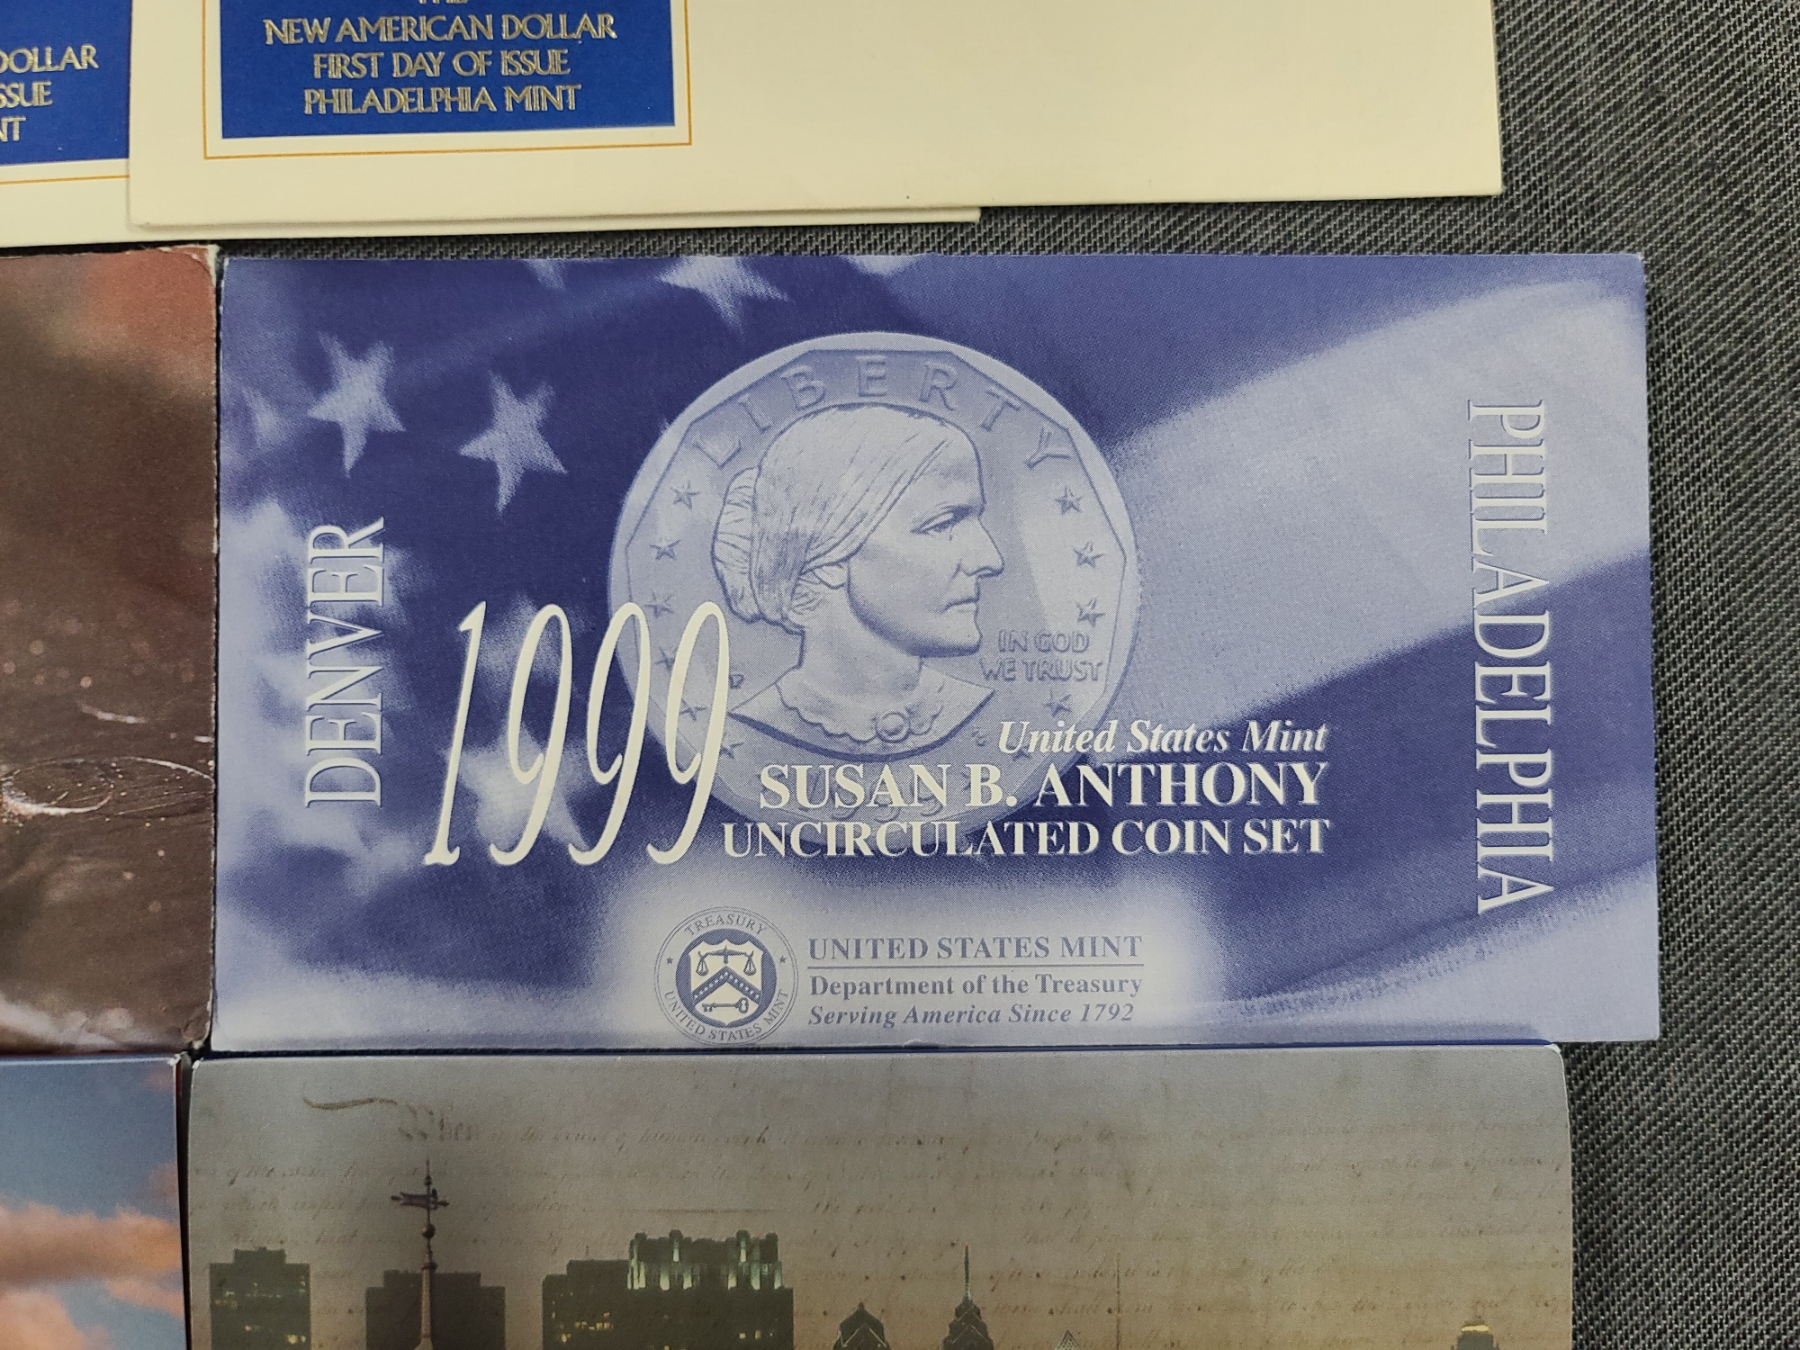 DOLLAR
SSUE
NT
NEW AMERICAN DOLLAR
FIRST DAY OF ISSUE
PHILADELPHIA MINT
LIBERTY
IN GOD
WE TRUST
P
DENVER
1999
United States Mint
SUSAN B. ANTHONY
UNCIRCULATED COIN SET
PHILADELPHIA
TREASURY
UNITED STATES MINT
UNITED STATES MINT
Department of the Treasury
Serving America Since 1792